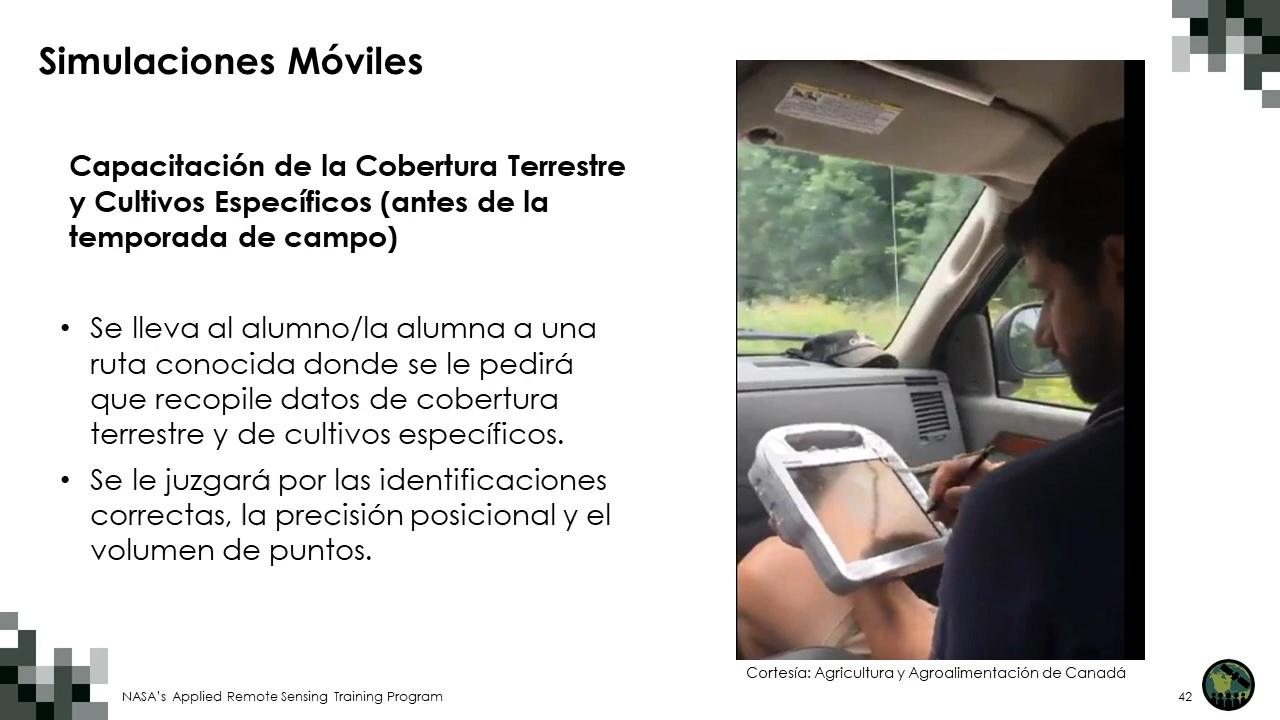 Simulaciones Móviles
Capacitación de la Cobertura Terrestre
y Cultivos Específicos (antes de la
temporada de campo)
• Se lleva al alumno/la alumna a una
ruta conocida donde se le pedirá
que recopile datos de cobertura
terrestre y de cultivos específicos.
• Se le juzgará por las identificaciones
correctas, la precisión posicional y el
volumen de puntos.
Cortesía: Agricultura y Agroalimentación de Canadá
NASA's Applied Remote Sensing Training Program
42